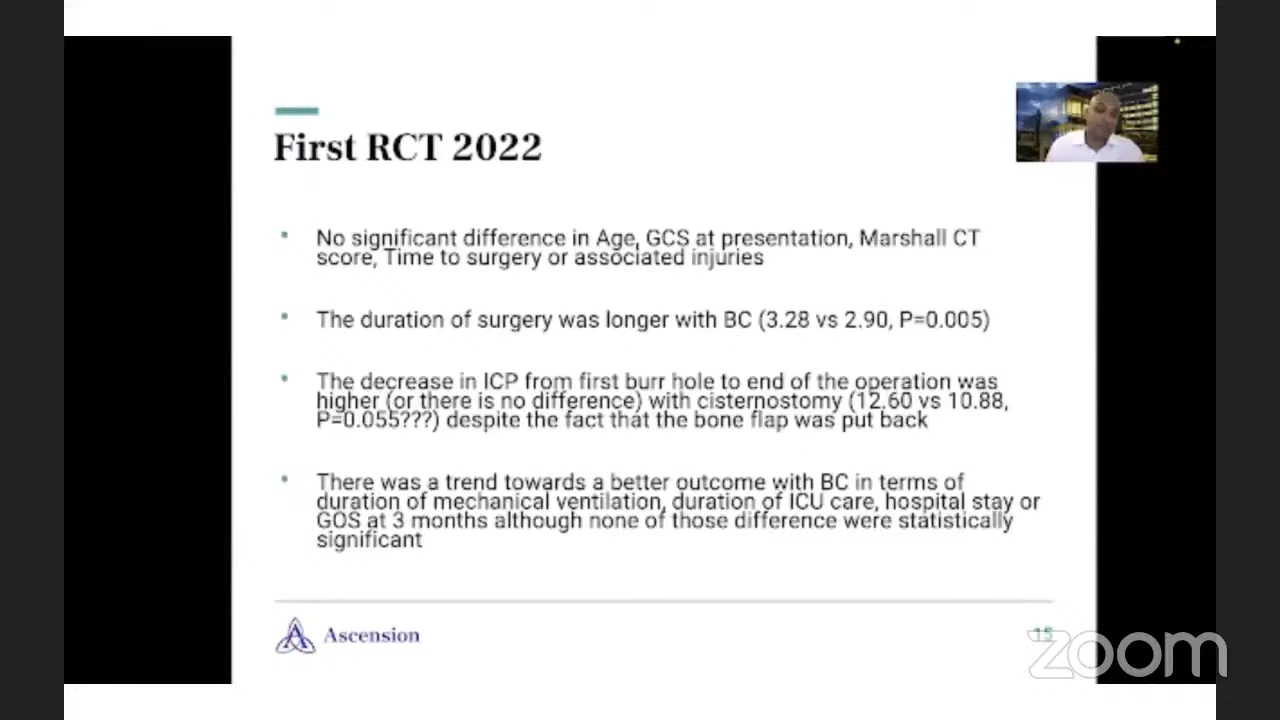 First RCT 2022
• No significant difference in Age, GCS at presentation, Marshall CT
score, Time to surgery or associated injuries
• The duration of surgery was longer with BC (3.28 vs 2.90, P=0.005)
• The decrease in ICP from first burr hole to end of the operation was
higher (or there is no difference) with cisternostomy (12.60 vs 10.88,
P=0.055???) despite the fact that the bone flap was put back
• There was a trend towards a better outcome with BC in terms of
duration of mechanical ventilation, duration of ICU care, hospital stay or
GOS at 3 months although none of those difference were statistically
significant
Ascension
15
zoom